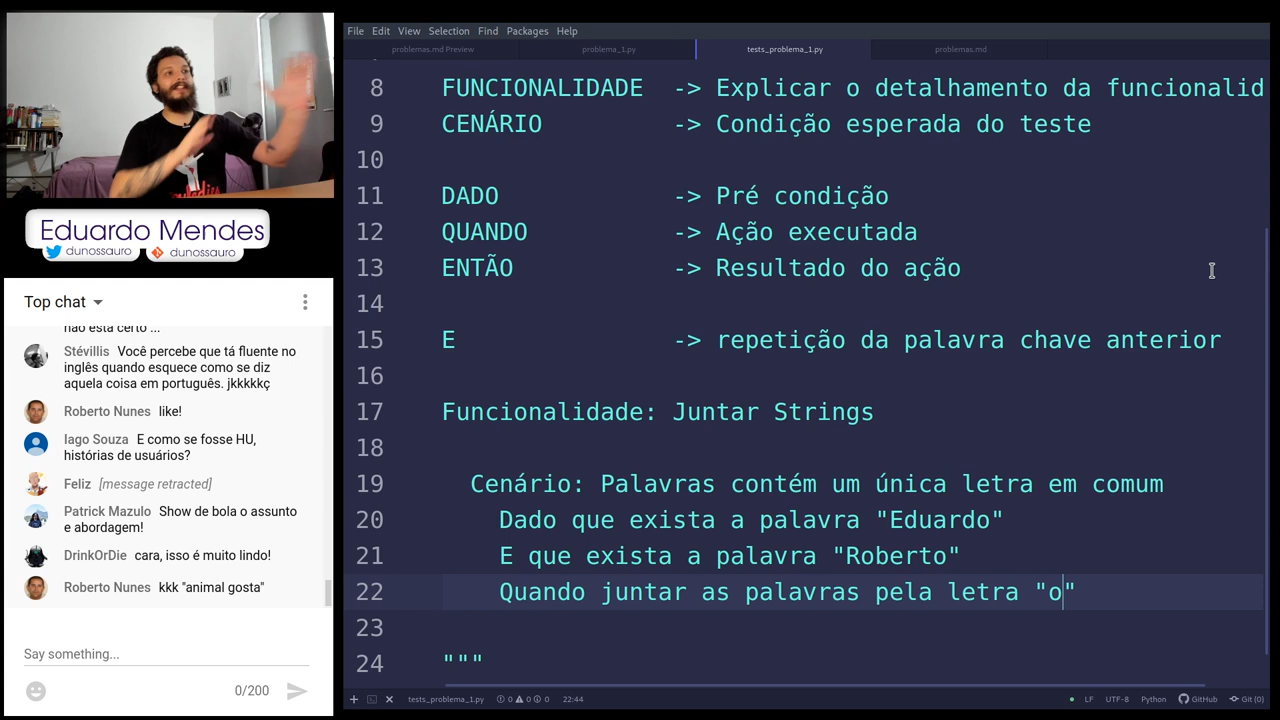 File Edit View Selection Find Packages Help
problemas.md Preview problema_1.py tests_problema_1.py problemas.md
8 FUNCIONALIDADE -> Explicar o detalhamento da funcionalid
9 CENÁRIO -> Condição esperada do teste
10
11 DADO -> Pré condição
12 QUANDO -> Ação executada
13 ENTÃO -> Resultado do ação
14
15 E -> repetição da palavra chave anterior
16
17 Funcionalidade: Juntar Strings
18
19 Cenário: Palavras contém um única letra em comum
20 Dado que exista a palavra "Eduardo"
21 E que exista a palavra "Roberto"
22 Quando juntar as palavras pela letra "o"
23
24 """
tests_problema_1.py 0 0 0 22:44 LF UTF-8 Python GitHub Git (0)
Eduardo Mendes
dunossauro dunossauro
Top chat
não está certo ...
Stévillis Você percebe que tá fluente no
inglês quando esquece como se diz
aquela coisa em português. jkkkkkç
Roberto Nunes like!
Iago Souza E como se fosse HU,
histórias de usuários?
Feliz [message retracted]
Patrick Mazulo Show de bola o assunto
e abordagem!
DrinkOrDie cara, isso é muito lindo!
Roberto Nunes kkk "animal gosta"
Say something...
0/200